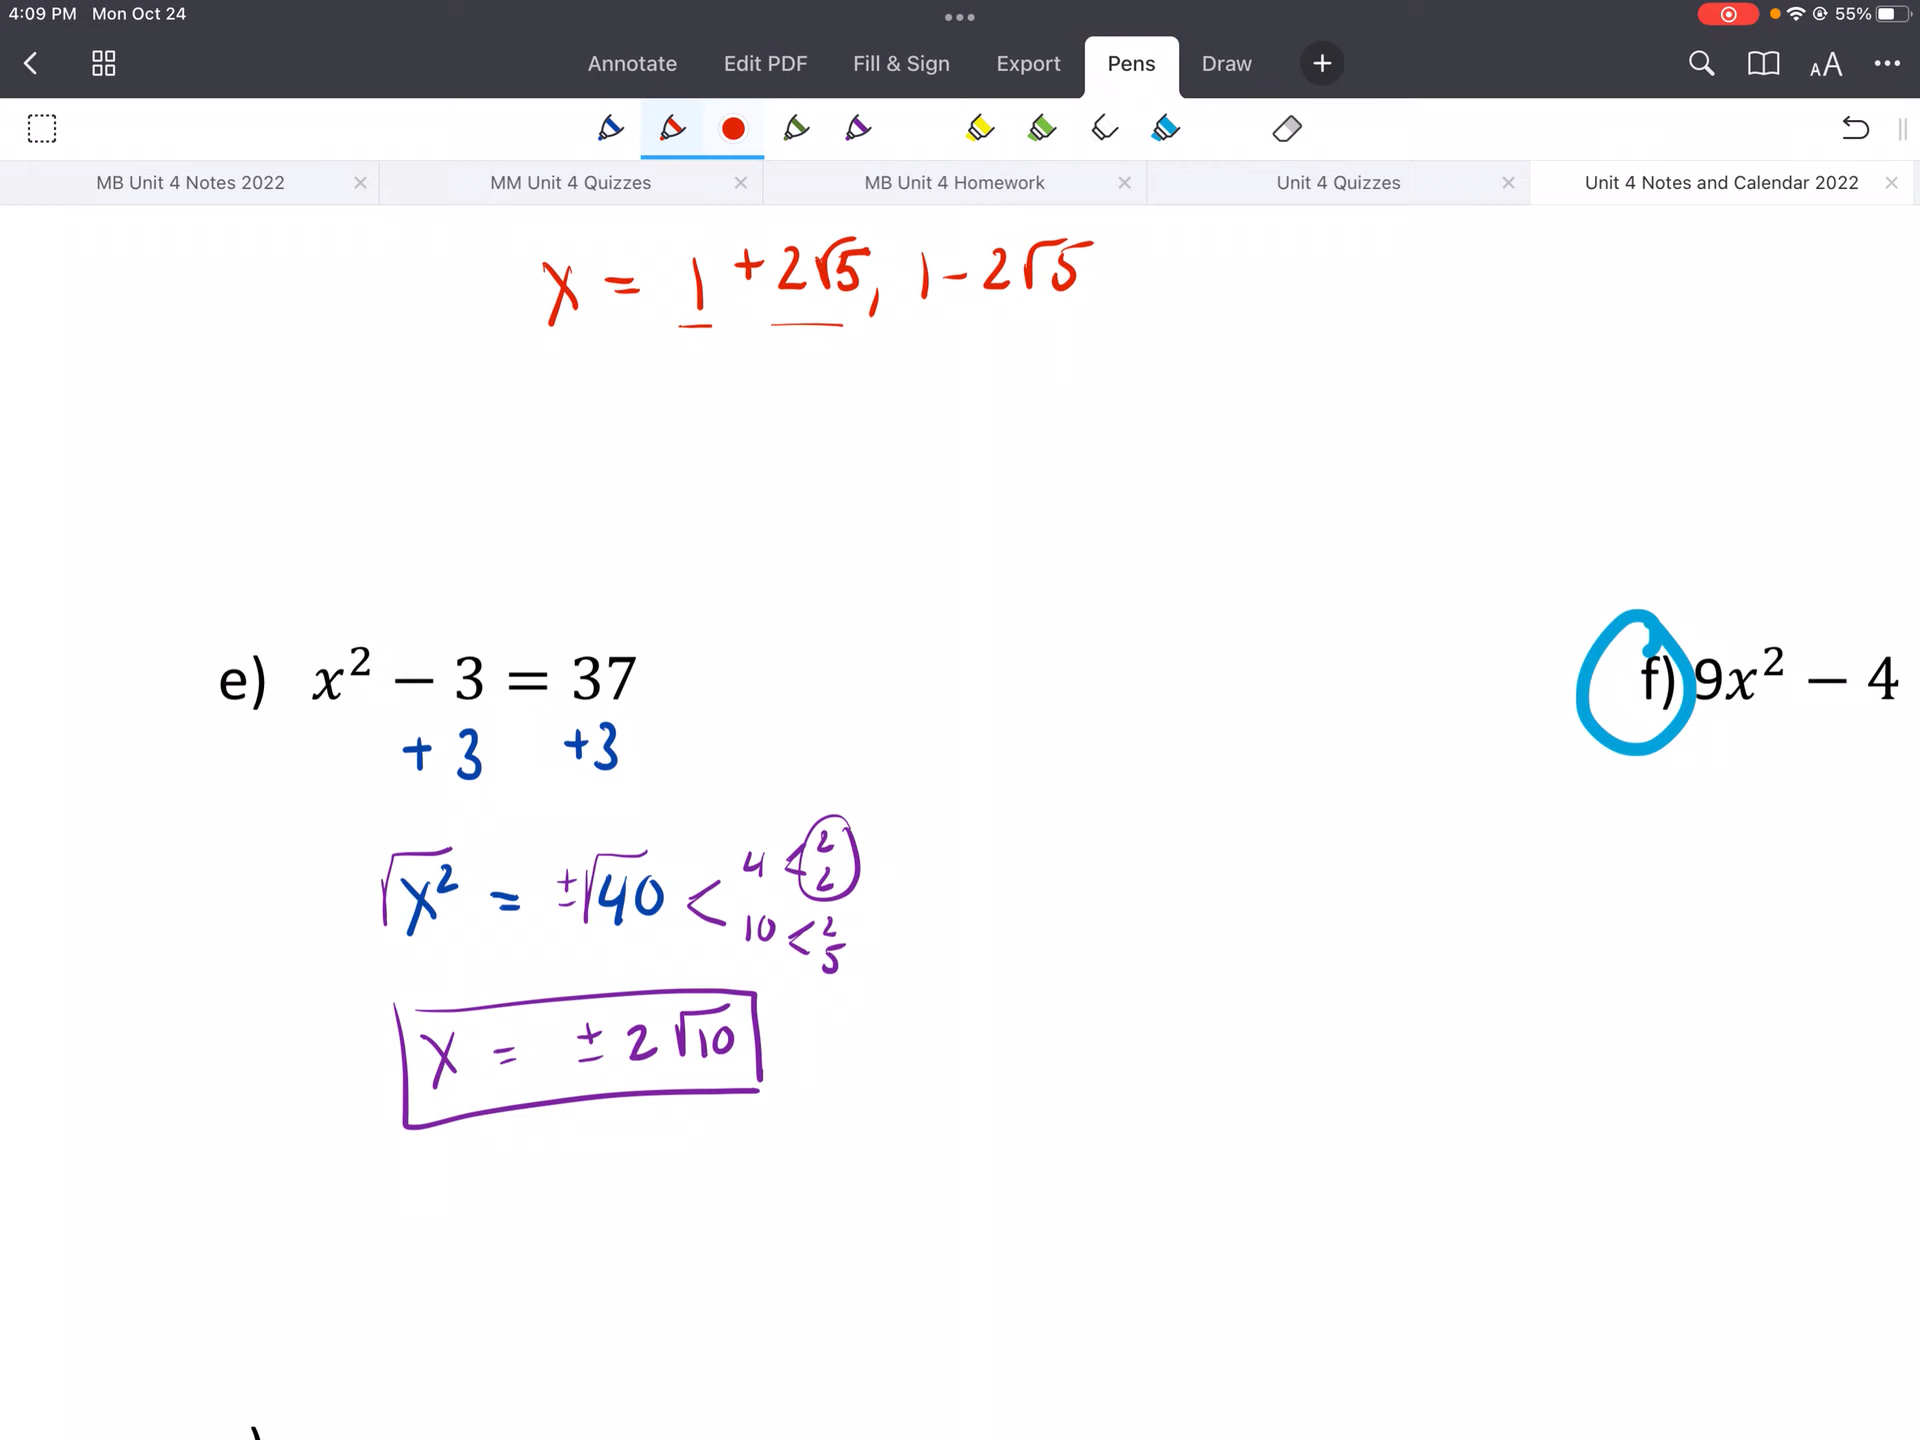 4:09 PM Mon Oct 24 55%
Annotate Edit PDF Fill & Sign Export Pens Draw + AA
MB Unit 4 Notes 2022 × MM Unit 4 Quizzes × MB Unit 4 Homework × Unit 4 Quizzes × Unit 4 Notes and Calendar 2022 ×
x = 1 + 2√5, 1 - 2√5
e) x² − 3 = 37
f) 9x² − 4
+ 3 +3
√x² = ±√40 < 4 < 2 2
10 < 2 5
x = ± 2√10